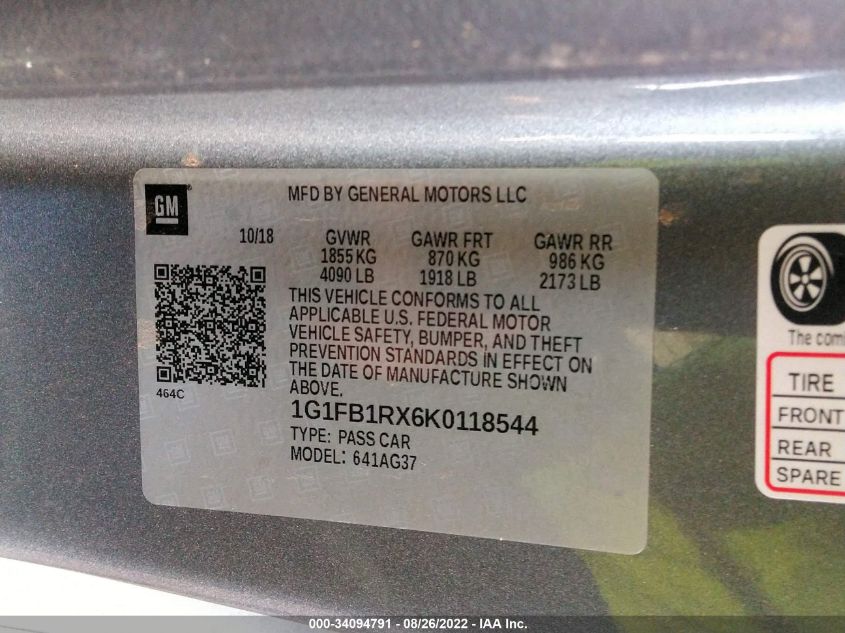 GM
MFD BY GENERAL MOTORS LLC
10/18
GVWR GAWR FRT GAWR RR
1855 KG 870 KG 986 KG
4090 LB 1918 LB 2173 LB
THIS VEHICLE CONFORMS TO ALL
APPLICABLE U.S. FEDERAL MOTOR
VEHICLE SAFETY, BUMPER, AND THEFT
PREVENTION STANDARDS IN EFFECT ON
THE DATE OF MANUFACTURE SHOWN
ABOVE.
464C
1G1FB1RX6K0118544
TYPE: PASS CAR
MODEL: 641AG37
The
TIRE
FRONT
REAR
SPARE
000-34094791 - 08/26/2022 - IAA Inc.